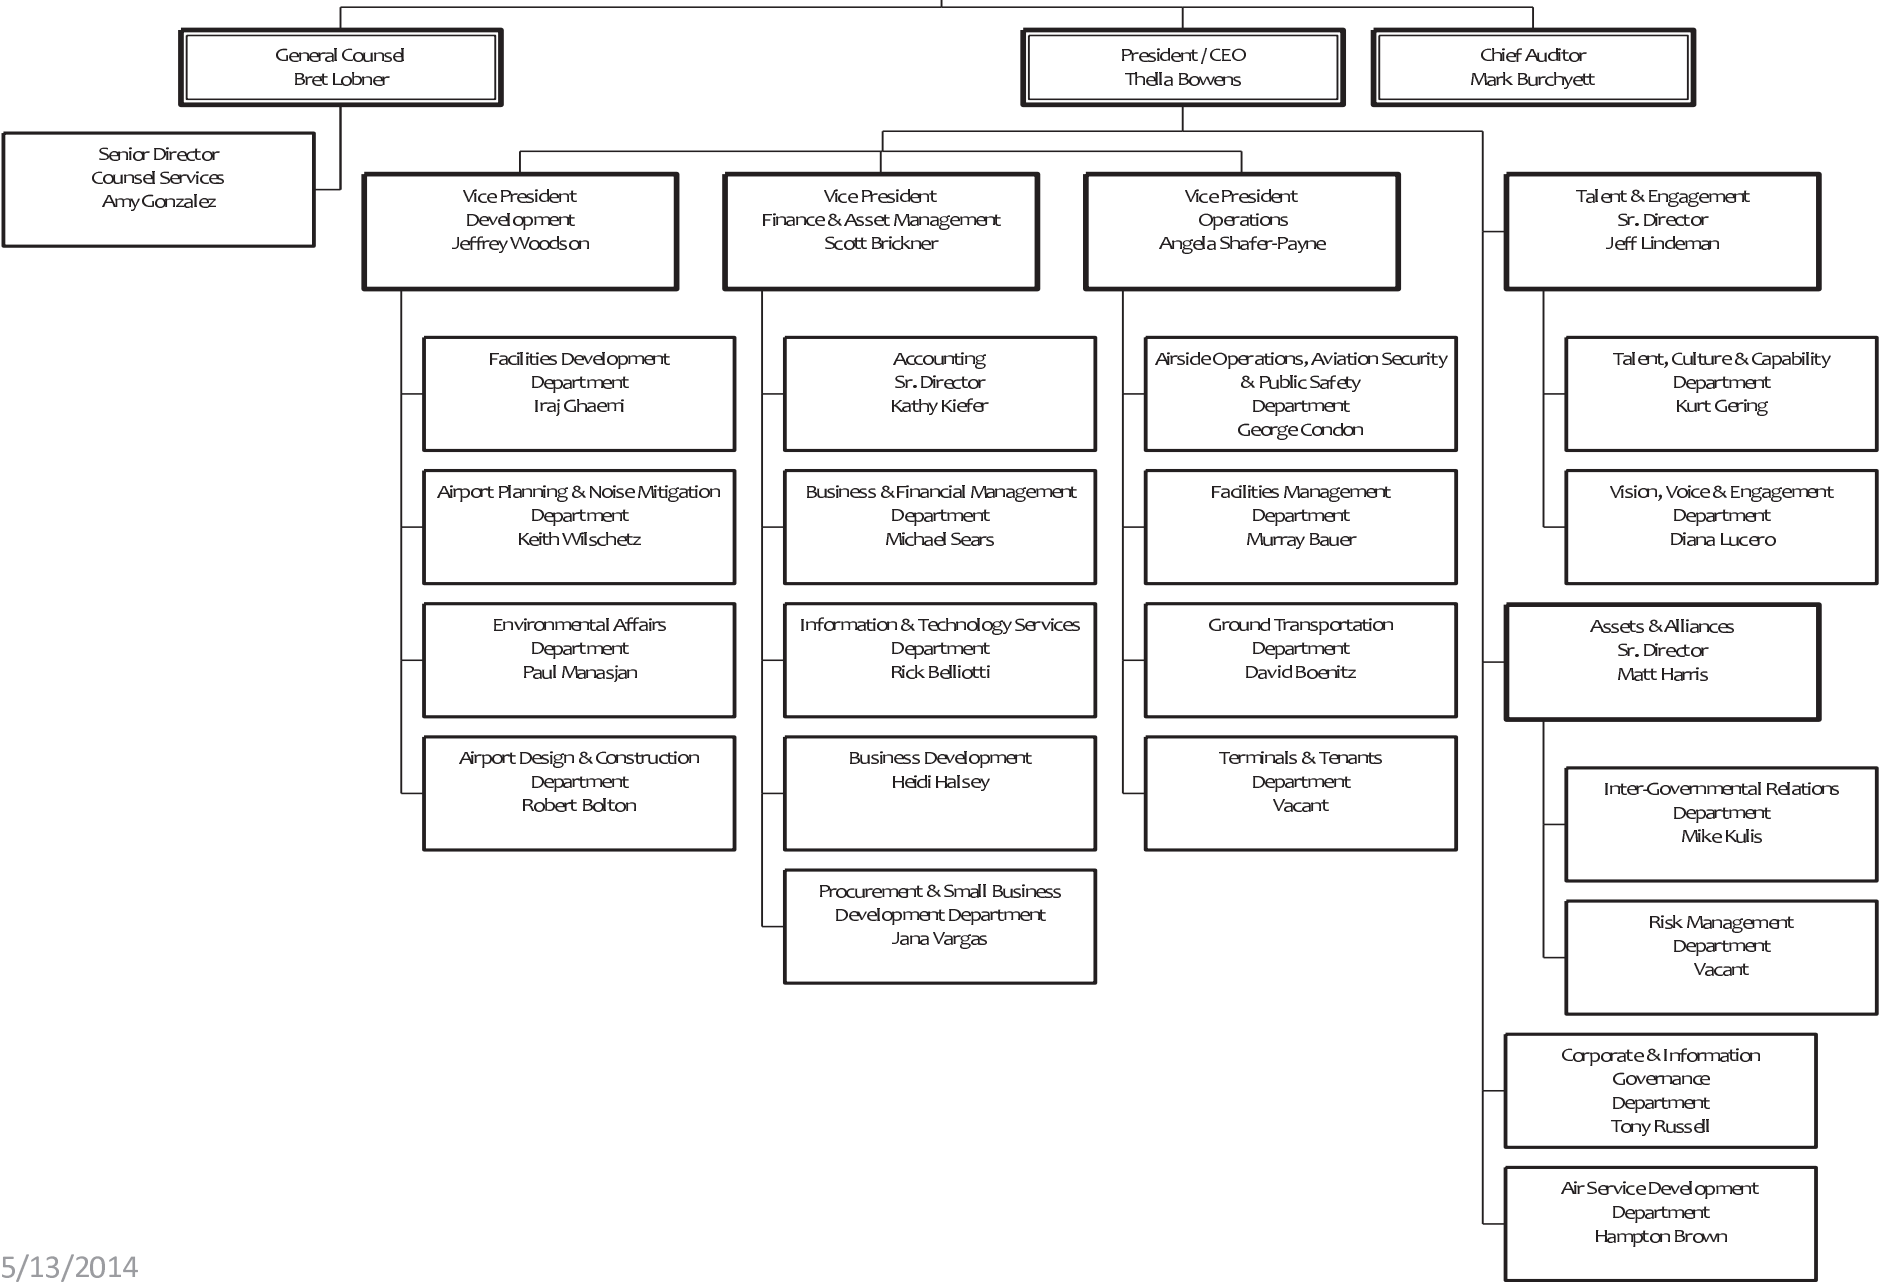 General Counsel
Bret Lobner
President / CEO
Thella Bowens
Chief Auditor
Mark Burchyett
Senior Director
Counsel Services
Amy Gonzalez
Vice President
Development
Jeffrey Woodson
Vice President
Finance & Asset Management
Scott Brickner
Vice President
Operations
Angela Shafer-Payne
Talent & Engagement
Sr. Director
Jeff Lindeman
Facilities Development
Department
Iraj Ghaemi
Accounting
Sr. Director
Kathy Kiefer
Airside Operations, Aviation Security
& Public Safety
Department
George Condon
Talent, Culture & Capability
Department
Kurt Gering
Airport Planning & Noise Mitigation
Department
Keith Wilschetz
Business & Financial Management
Department
Michael Sears
Facilities Management
Department
Murray Bauer
Vision, Voice & Engagement
Department
Diana Lucero
Environmental Affairs
Department
Paul Manasjan
Information & Technology Services
Department
Rick Belliotti
Ground Transportation
Department
David Boenitz
Assets & Alliances
Sr. Director
Matt Harris
Airport Design & Construction
Department
Robert Bolton
Business Development
Heidi Halsey
Terminals & Tenants
Department
Vacant
Inter-Governmental Relations
Department
Mike Kulis
Procurement & Small Business
Development Department
Jana Vargas
Risk Management
Department
Vacant
Corporate & Information
Governance
Department
Tony Russell
Air Service Development
Department
Hampton Brown
5/13/2014